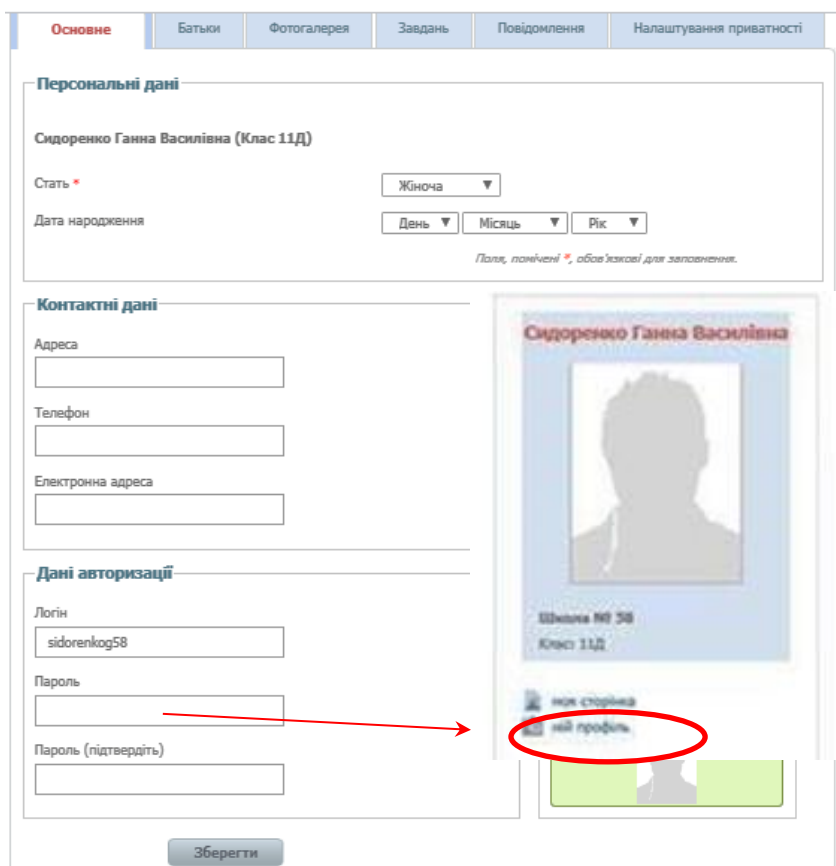 Основне Батьки Фотогалерея Завдань Повідомлення Налаштування приватності
Персональні дані
Сидоренко Ганна Василівна (Клас 11Д)
Стать * Жіноча
Дата народження День Місяць Рік
Поля, помічені *, обов'язкові для заповнення.
Контактні дані
Адреса
Телефон
Електронна адреса
Дані авторизації
Логін
sidorenkog58
Пароль
Пароль (підтвердіть)
Зберегти
Сидоренко Ганна Василівна
Школа № 58
Клас: 11Д
моя сторінка
мій профіль